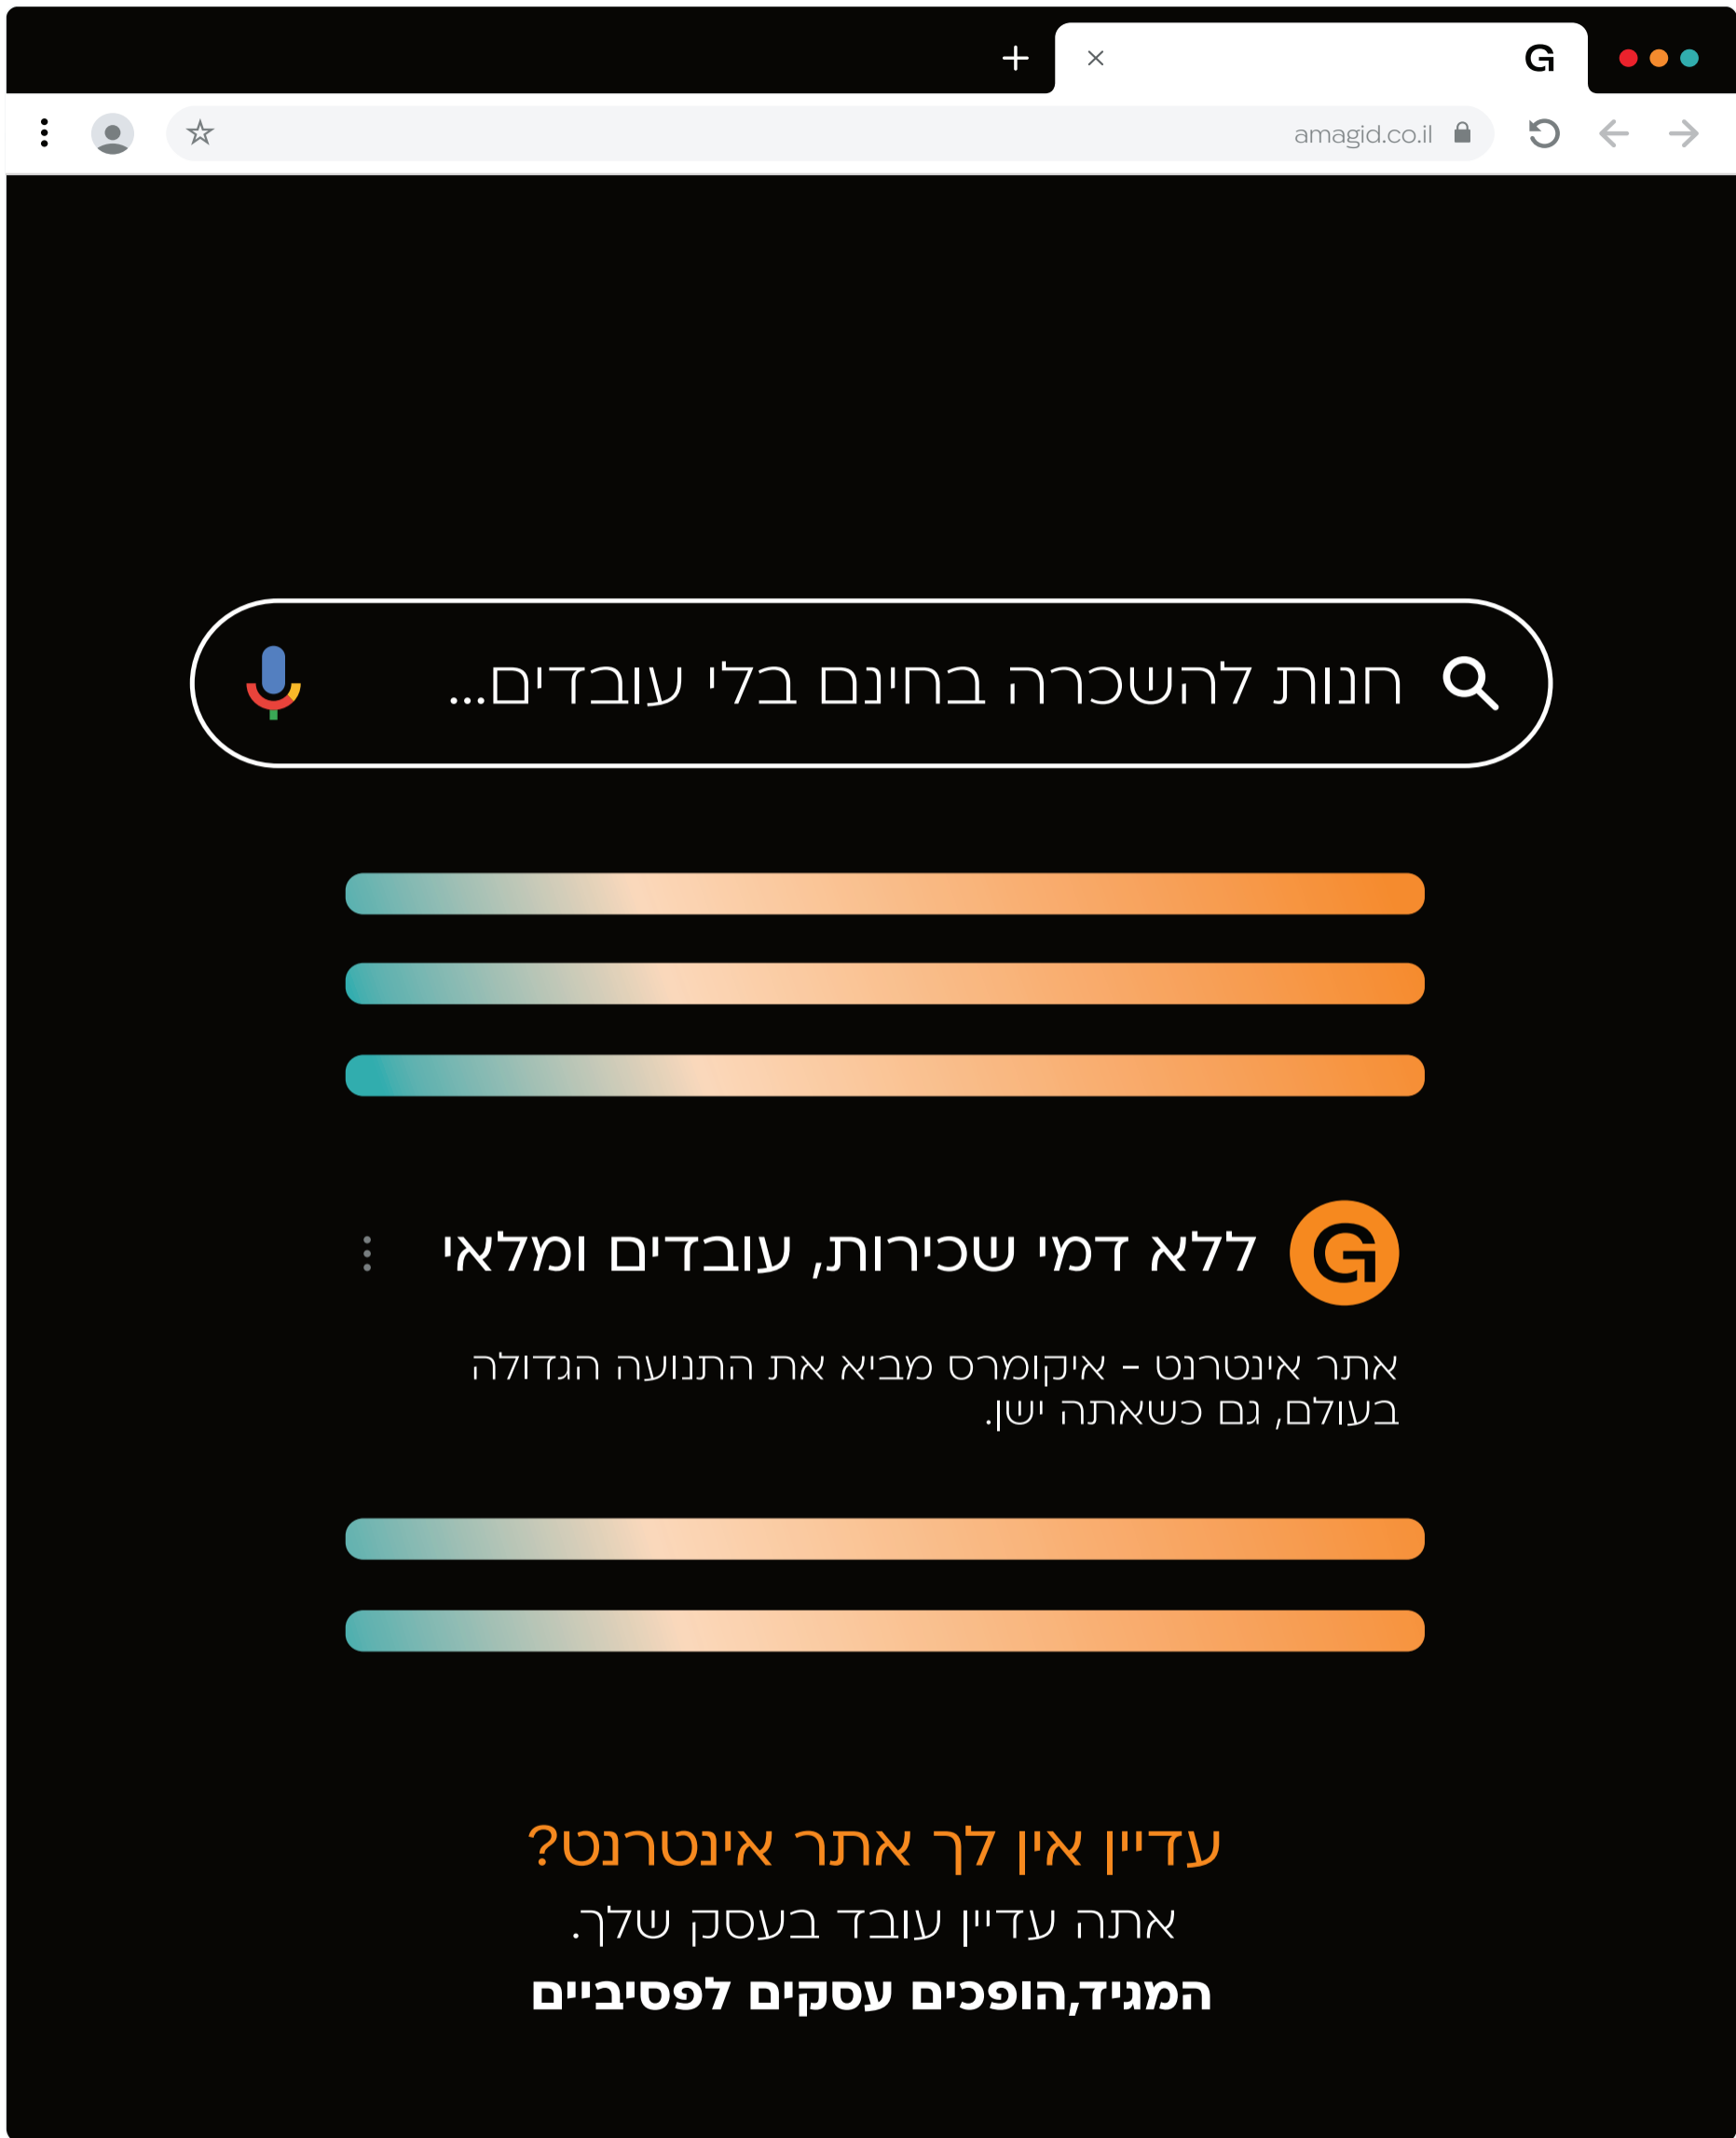 G
amagid.co.il
חנות להשכרה בחינם בלי עובדים...
G
ללא דמי שכירות, עובדים ומלאי
אתר אינטרנט - איקומרס מביא את התנועה הגדולה
בעולם, גם כשאתה ישן.
עדיין אין לך אתר אינטרנט?
אתה עדיין עובד בעסק שלך.
המגיד,הופכים עסקים לפסיביים